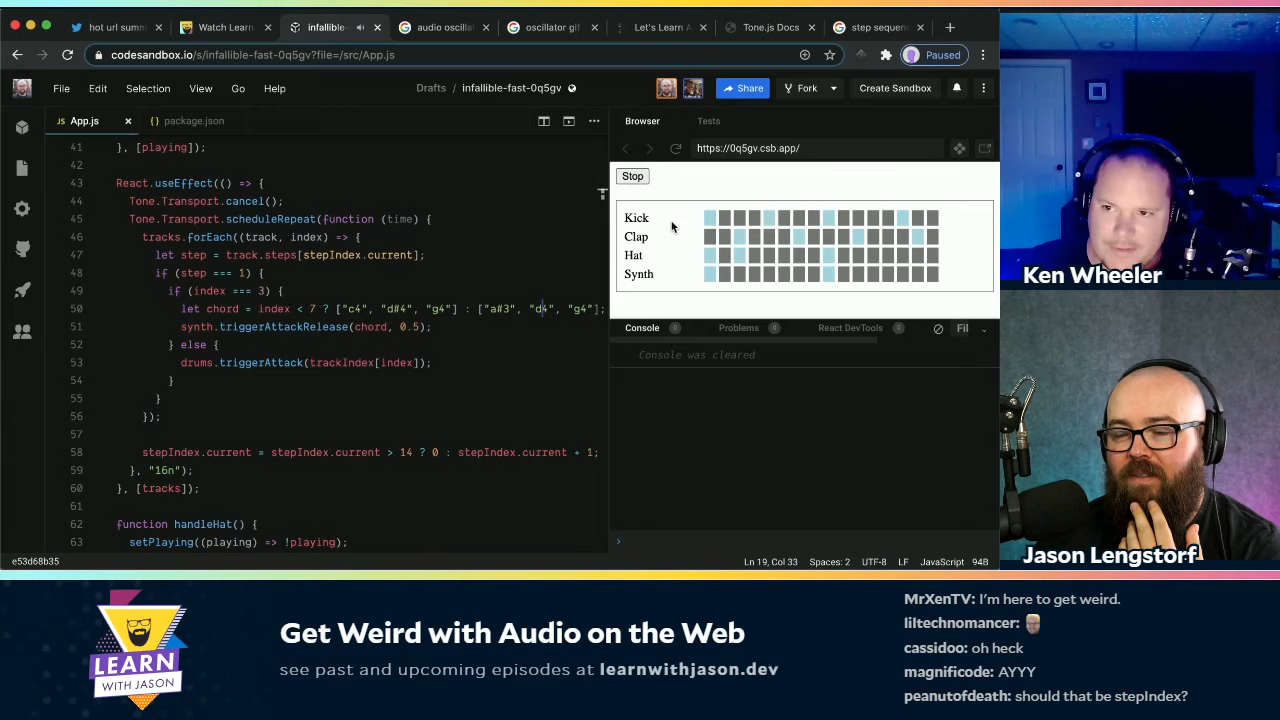 hot url summ
Watch Learn
infallible-
audio oscillat
oscillator gif
Let's Learn A
Tone.js Docs
step sequen
codesandbox.io/s/infallible-fast-0q5gv?file=/src/App.js
Paused
File Edit Selection View Go Help
Drafts / infallible-fast-0q5gv
Share
Fork
Create Sandbox
JS App.js
{} package.json
Browser
Tests
https://0q5gv.csb.app/
41 }, [playing]);
42
43 React.useEffect(() => {
44 Tone.Transport.cancel();
45 Tone.Transport.scheduleRepeat(function (time) {
46 tracks.forEach((track, index) => {
47 let step = track.steps[stepIndex.current];
48 if (step === 1) {
49 if (index === 3) {
50 let chord = index < 7 ? ["c4", "d#4", "g4"] : ["a#3", "d4", "g4"];
51 synth.triggerAttackRelease(chord, 0.5);
52 } else {
53 drums.triggerAttack(trackIndex[index]);
54 }
55 }
56 });
57
58 stepIndex.current = stepIndex.current > 14 ? 0 : stepIndex.current + 1;
59 }, "16n");
60 }, [tracks]);
61
62 function handleHat() {
63 setPlaying((playing) => !playing);
Stop
Kick
Clap
Hat
Synth
Console 0 Problems 0 React DevTools 0 Fil
Console was cleared
e53d68b35
Ln 19, Col 33 Spaces: 2 UTF-8 LF JavaScript 94B
Ken Wheeler
Jason Lengstorf
LEARN
WITH JASON
Get Weird with Audio on the Web
see past and upcoming episodes at learnwithjason.dev
MrXenTV: I'm here to get weird.
liltechnomancer:
cassidoo: oh heck
magnificode: AYYY
peanutofdeath: should that be stepIndex?